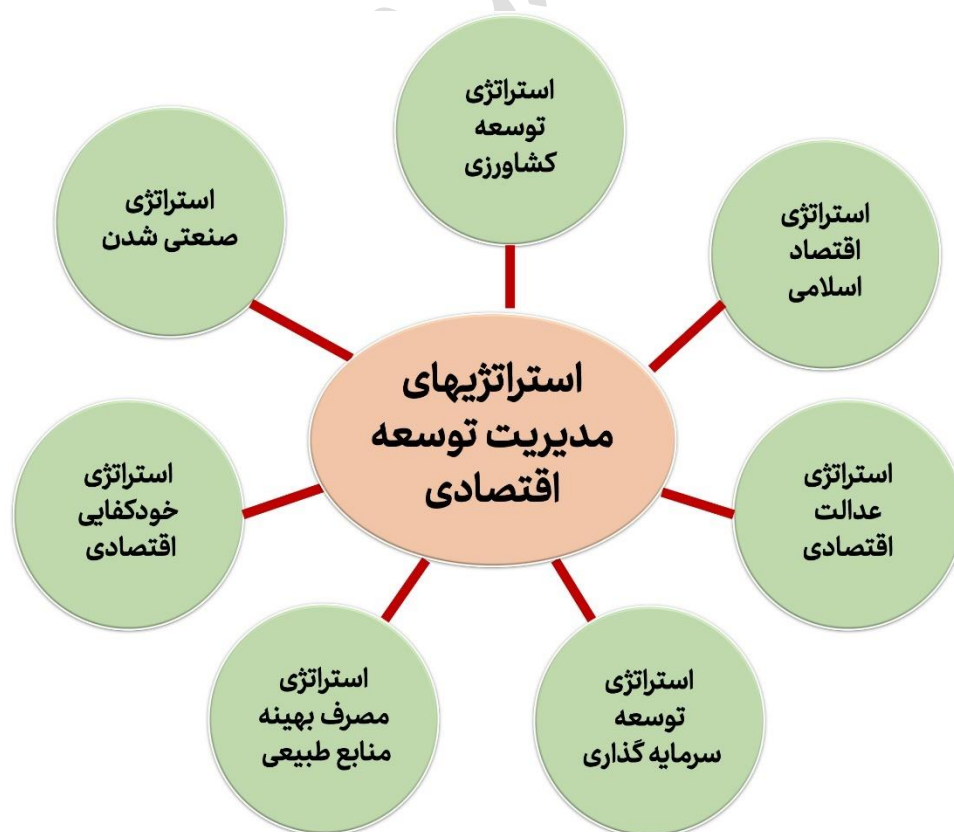 استراتژی
توسعه
کشاورزی
استراتژی
اقتصاد
اسلامی
استراتژی
صنعتی شدن
استراتژیهای
مدیریت توسعه
اقتصادی
استراتژی
عدالت
اقتصادی
استراتژی
خودکفایی
اقتصادی
استراتژی
توسعه
سرمایه گذاری
استراتژی
مصرف بهینه
منابع طبیعی